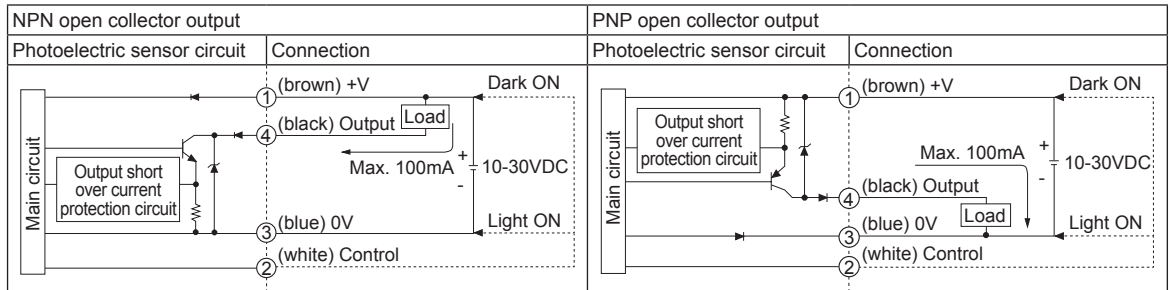 NPN open collector output
Photoelectric sensor circuit
Connection
Main circuit
Output short
over current
protection circuit
1
(brown) +V
4
(black) Output
Load
Max. 100mA
+
-
10-30VDC
Dark ON
Light ON
3
(blue) 0V
2
(white) Control
PNP open collector output
Photoelectric sensor circuit
Connection
Main circuit
Output short
over current
protection circuit
1
(brown) +V
Dark ON
Max. 100mA
+
-
10-30VDC
4
(black) Output
Load
3
(blue) 0V
Light ON
2
(white) Control